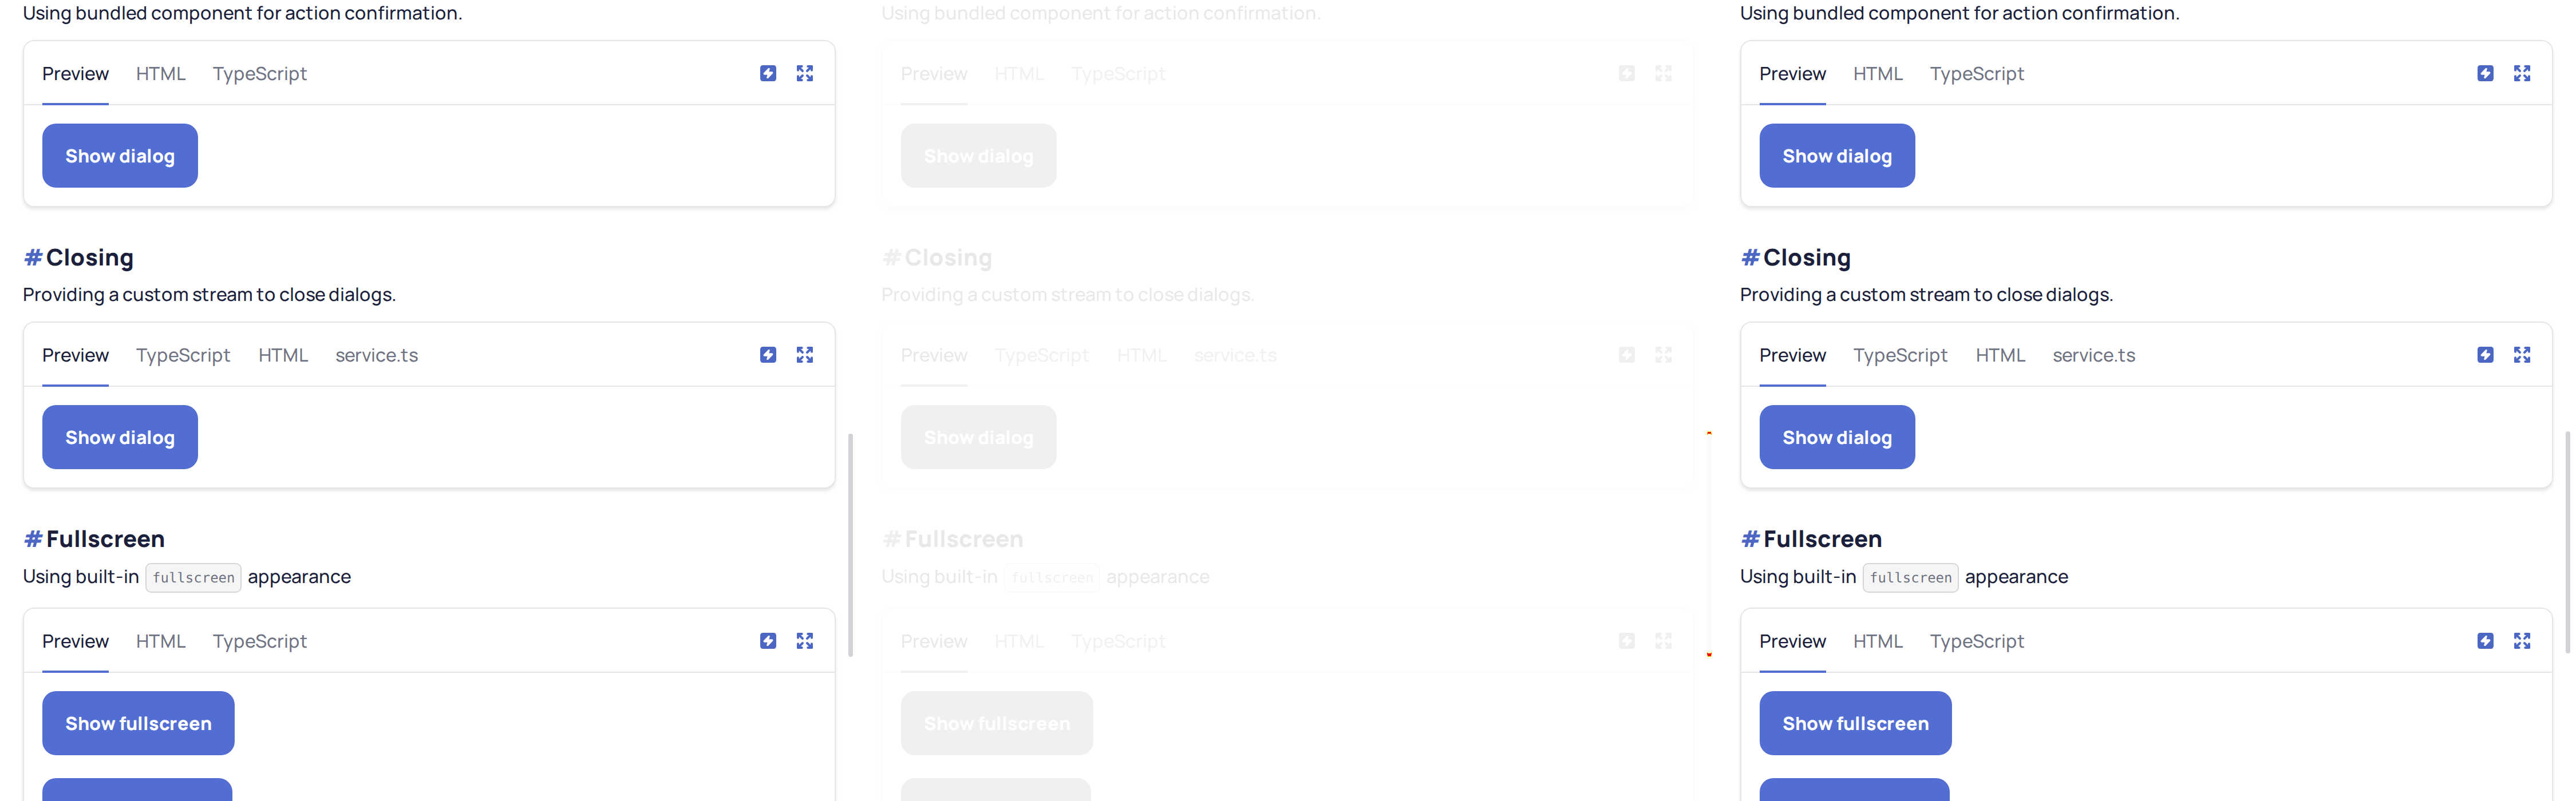 Using bundled component for action confirmation.
Preview HTML TypeScript
Show dialog
#Closing
Providing a custom stream to close dialogs.
Preview TypeScript HTML service.ts
Show dialog
#Fullscreen
Using built-in fullscreen appearance
Preview HTML TypeScript
Show fullscreen
Using bundled component for action confirmation.
Preview HTML TypeScript
Show dialog
#Closing
Providing a custom stream to close dialogs.
Preview TypeScript HTML service.ts
Show dialog
#Fullscreen
Using built-in fullscreen appearance
Preview HTML TypeScript
Show fullscreen
Using bundled component for action confirmation.
Preview HTML TypeScript
Show dialog
#Closing
Providing a custom stream to close dialogs.
Preview TypeScript HTML service.ts
Show dialog
#Fullscreen
Using built-in fullscreen appearance
Preview HTML TypeScript
Show fullscreen